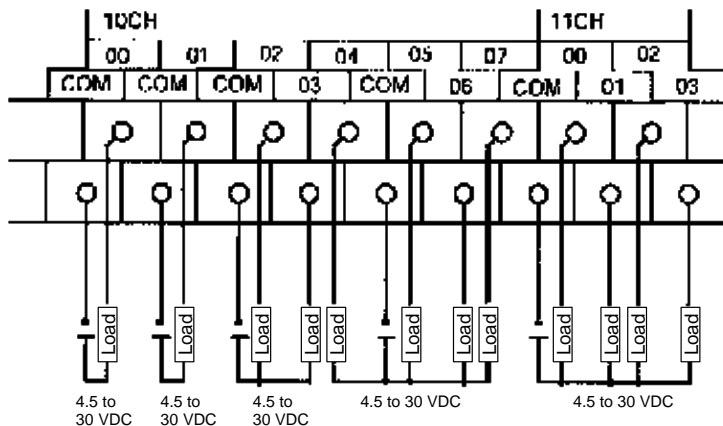 10CH 11CH
00 01 02 04 05 07 00 02
COM COM COM 03 COM 06 COM 01 03
Load Load Load Load Load Load Load Load Load Load Load Load
4.5 to 4.5 to 4.5 to 4.5 to 30 VDC 4.5 to 30 VDC
30 VDC 30 VDC 30 VDC